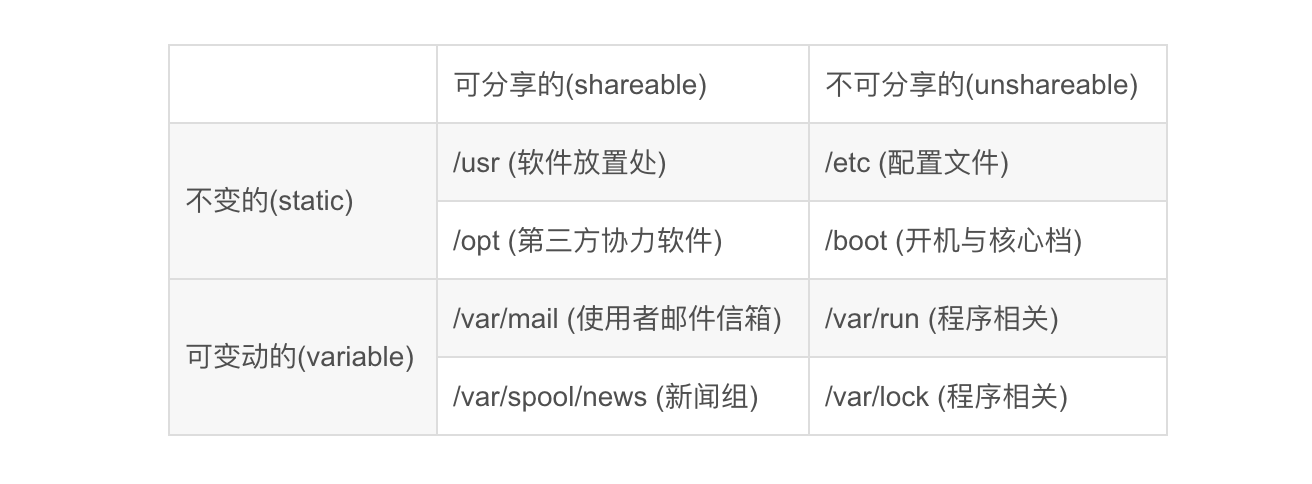 可分享的(shareable) 不可分享的(unshareable)
不变的(static) /usr (软件放置处) /etc (配置文件)
/opt (第三方协力软件) /boot (开机与核心档)
可变动的(variable) /var/mail (使用者邮件信箱) /var/run (程序相关)
/var/spool/news (新闻组) /var/lock (程序相关)